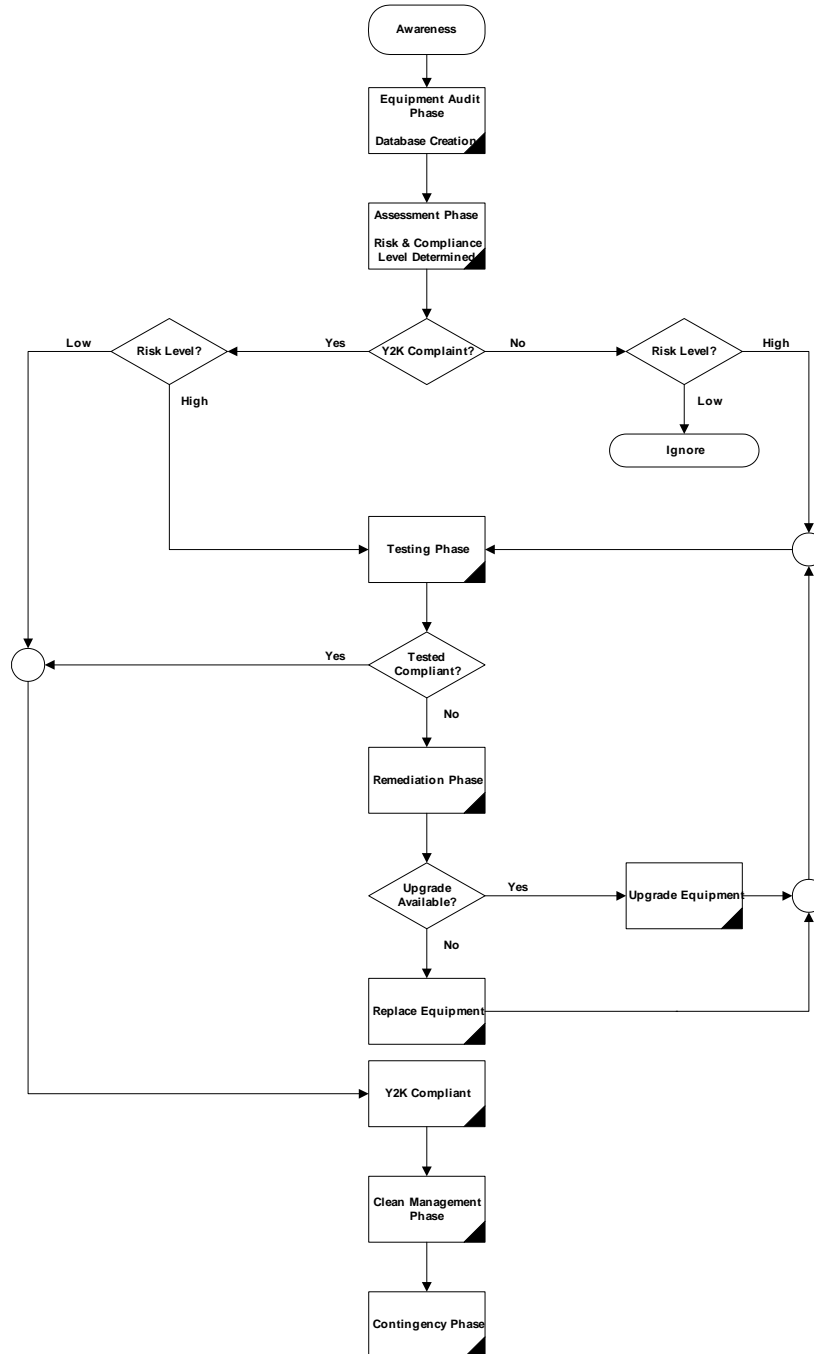 Awareness
Equipment Audit
Phase
Database Creation
Assessment Phase
Risk & Compliance
Level Determined
Low
Risk Level?
Yes
Y2K Complaint?
No
Risk Level?
High
High
Low
Ignore
Testing Phase
Yes
Tested
Compliant?
No
Remediation Phase
Upgrade
Available?
Yes
Upgrade Equipment
No
Replace Equipment
Y2K Compliant
Clean Management
Phase
Contingency Phase